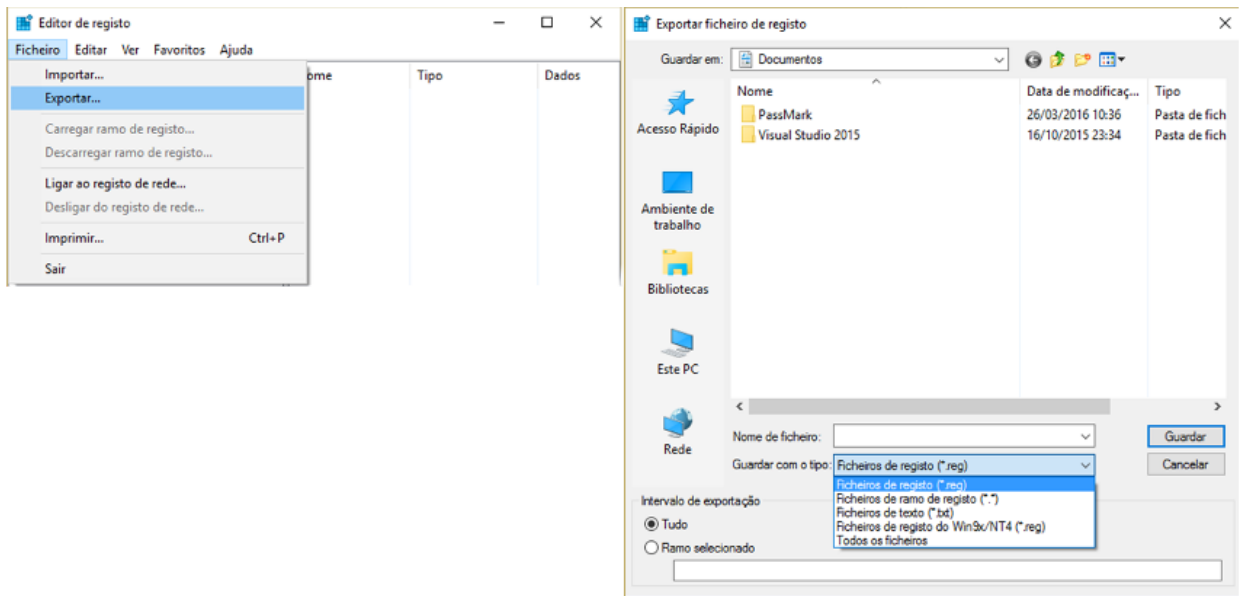 Editor de registo
Ficheiro Editar Ver Favoritos Ajuda
Importar...
Exportar...
Carregar ramo de registo...
Descarregar ramo de registo...
Ligar ao registo de rede...
Desligar do registo de rede...
Imprimir... Ctrl+P
Sair
ome Tipo Dados
Exportar ficheiro de registo
Guardar em: Documentos
Acesso Rápido
Ambiente de
trabalho
Bibliotecas
Este PC
Rede
Nome Data de modificaç... Tipo
PassMark 26/03/2016 10:36 Pasta de fich
Visual Studio 2015 16/10/2015 23:34 Pasta de fich
Nome de ficheiro: Guardar
Guardar com o tipo: Ficheiros de registo (*.reg) Cancelar
Ficheiros de registo (*.reg)
Ficheiros de ramo de registo (*.*)
Ficheiros de texto (*.txt)
Ficheiros de registo do Win9x/NT4 (*.reg)
Todos os ficheiros
Intervalo de exportação
Tudo
Ramo selecionado